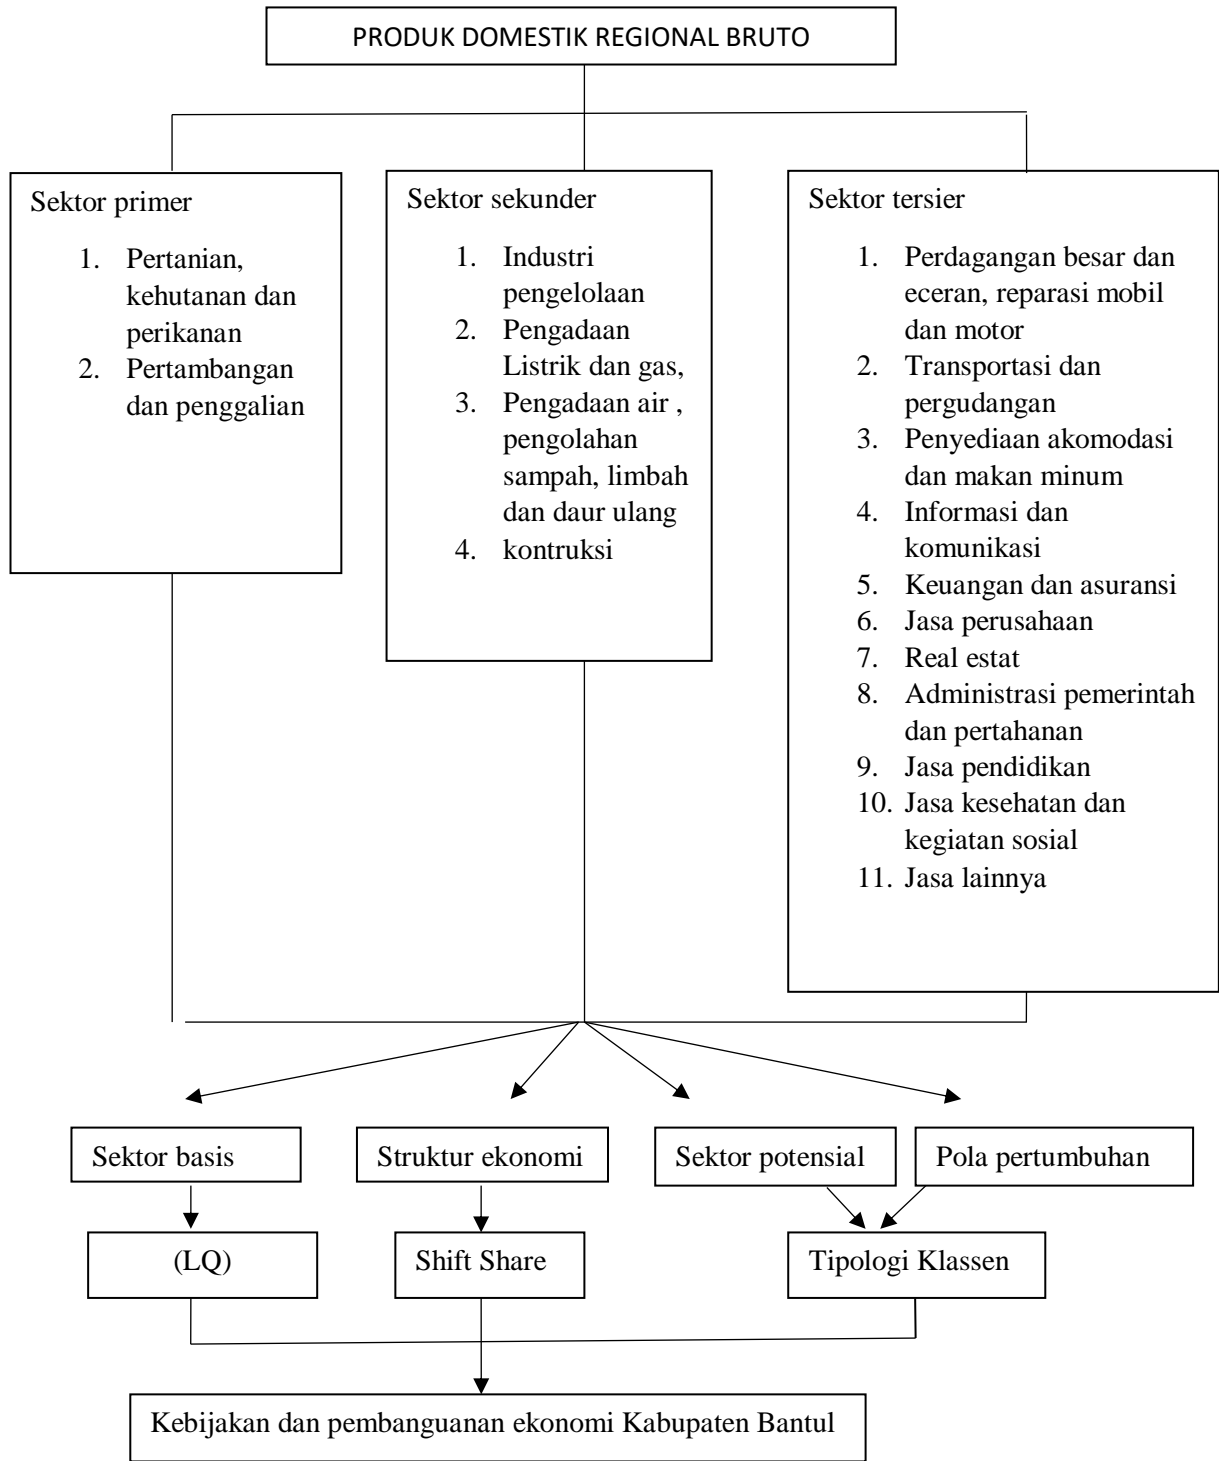 PRODUK DOMESTIK REGIONAL BRUTO
Sektor primer
1. Pertanian,
kehutanan dan
perikanan
2. Pertambangan
dan penggalian
Sektor sekunder
1. Industri
pengelolaan
2. Pengadaan
Listrik dan gas,
3. Pengadaan air ,
pengolahan
sampah, limbah
dan daur ulang
4. kontruksi
Sektor tersier
1. Perdagangan besar dan
eceran, reparasi mobil
dan motor
2. Transportasi dan
pergudangan
3. Penyediaan akomodasi
dan makan minum
4. Informasi dan
komunikasi
5. Keuangan dan asuransi
6. Jasa perusahaan
7. Real estat
8. Administrasi pemerintah
dan pertahanan
9. Jasa pendidikan
10. Jasa kesehatan dan
kegiatan sosial
11. Jasa lainnya
Sektor basis
Struktur ekonomi
Sektor potensial
Pola pertumbuhan
(LQ)
Shift Share
Tipologi Klassen
Kebijakan dan pembanguanan ekonomi Kabupaten Bantul